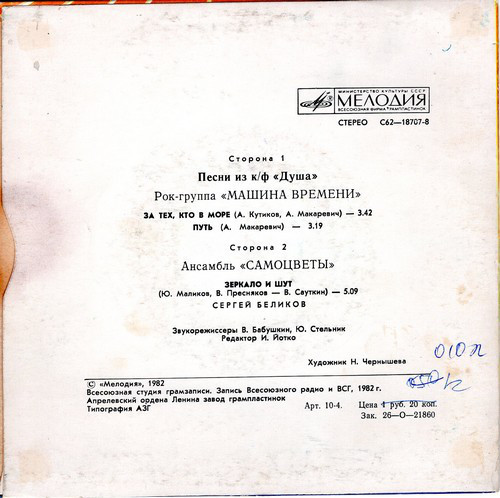 МИНИСТЕРСТВО КУЛЬТУРЫ СССР
МЕЛОДИЯ
ВСЕСОЮЗНАЯ ФИРМА ГРАМПЛАСТИНОК
СТЕРЕО С62—18707-8
Сторона 1
Песни из к/ф «Душа»
Рок-группа «МАШИНА ВРЕМЕНИ»
ЗА ТЕХ, КТО В МОРЕ (А. Кутиков, А. Макаревич) — 3.42
ПУТЬ (А. Макаревич) — 3.19
Сторона 2
Ансамбль «САМОЦВЕТЫ»
ЗЕРКАЛО И ШУТ
(Ю. Маликов, В. Пресняков — В. Сауткин) — 5.09
СЕРГЕЙ БЕЛИКОВ
Звукорежиссеры В. Бабушкин, Ю. Стельник
Редактор И. Йотко
Художник Н. Чернышева
© «Мелодия», 1982
Всесоюзная студия грамзаписи. Запись Всесоюзного радио и ВСГ, 1982 г.
Апрелевский ордена Ленина завод грампластинок
Типография АЗГ
Арт. 10-4.
Цена 1 руб. 20 коп.
Зак. 26—О—21860